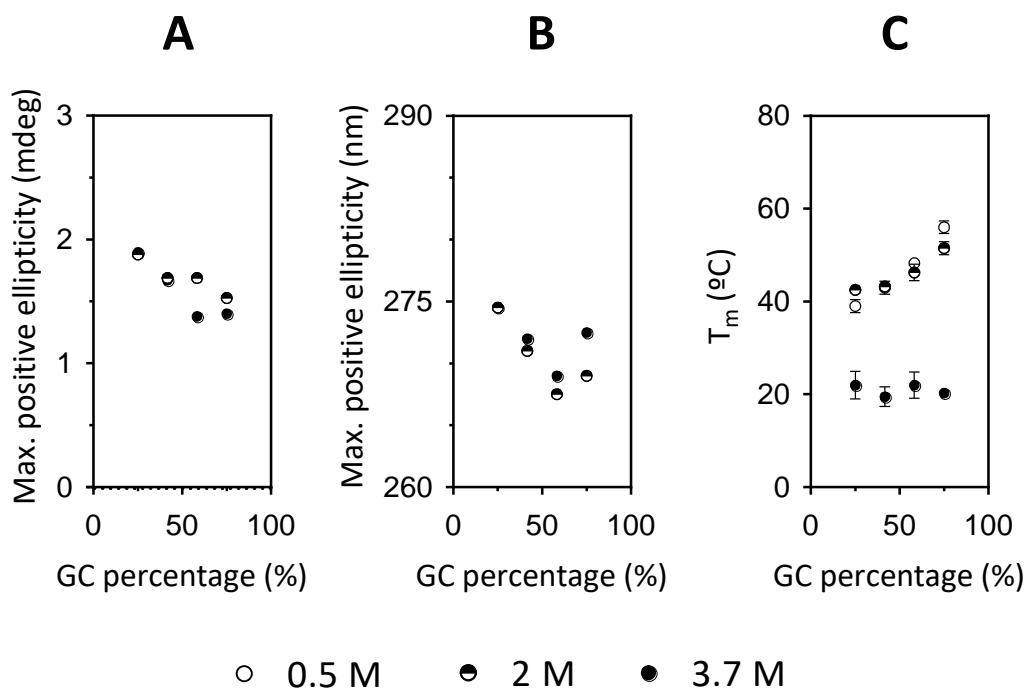 A B C
Max. positive ellipticity (mdeg)
3
2
1
0
0 50 100
GC percentage (%)
Max. positive ellipticity (nm)
290
275
260
0 50 100
GC percentage (%)
Tm (ºC)
80
60
40
20
0
0 50 100
GC percentage (%)
0.5 M 2 M 3.7 M